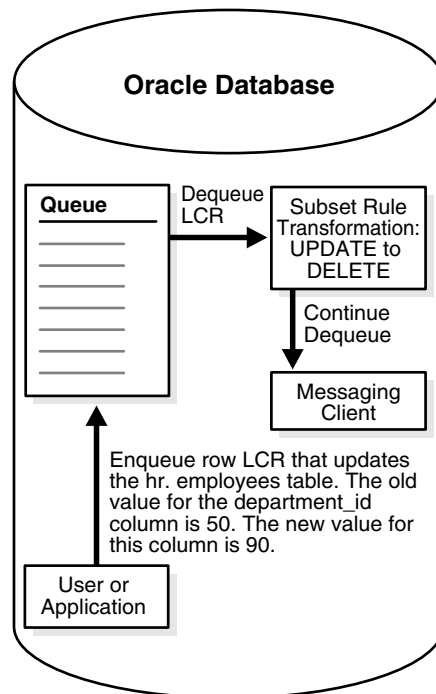 Oracle Database
Queue
Dequeue
LCR
Subset Rule
Transformation:
UPDATE to
DELETE
Continue
Dequeue
Messaging
Client
Enqueue row LCR that updates
the hr. employees table. The old
value for the department_id
column is 50. The new value for
this column is 90.
User or
Application